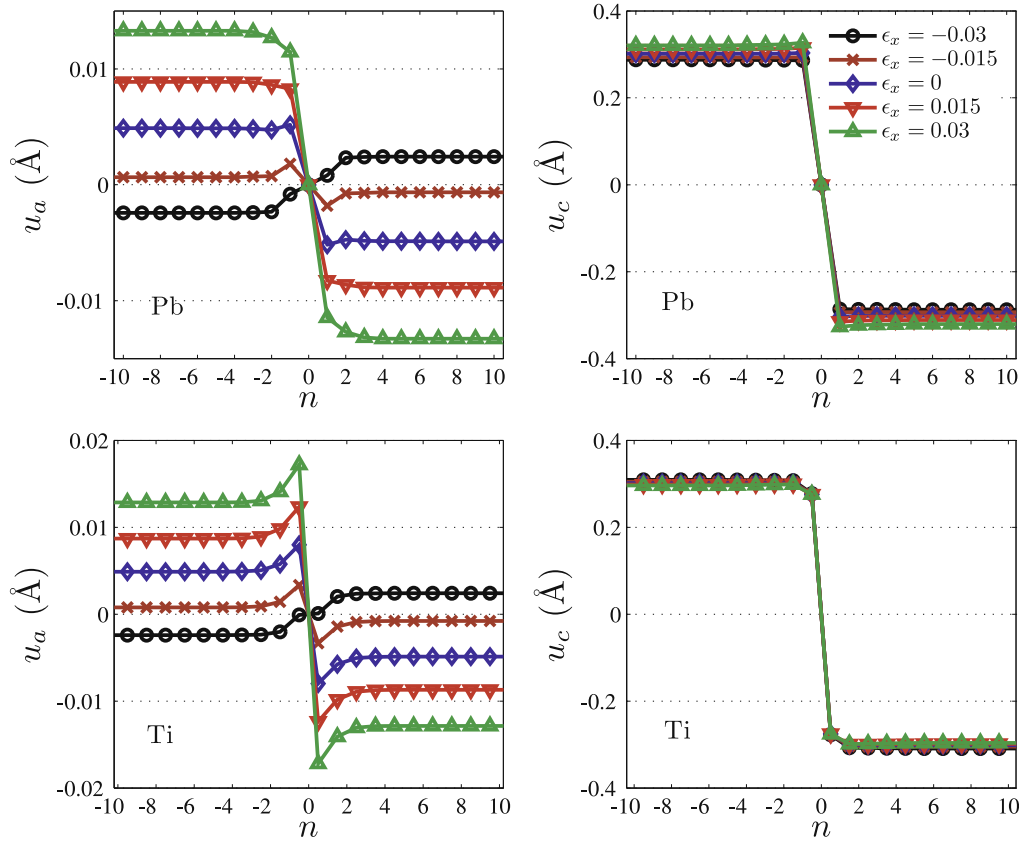 0.01
0
-0.01
u_a (Å)
Pb
-10 -8 -6 -4 -2 0 2 4 6 8 10
n
0.4
0.2
0
-0.2
-0.4
u_c (Å)
ϵ_x = −0.03
ϵ_x = −0.015
ϵ_x = 0
ϵ_x = 0.015
ϵ_x = 0.03
Pb
-10 -8 -6 -4 -2 0 2 4 6 8 10
n
0.02
0.01
0
-0.01
-0.02
u_a (Å)
Ti
-10 -8 -6 -4 -2 0 2 4 6 8 10
n
0.4
0.2
0
-0.2
-0.4
u_c (Å)
Ti
-10 -8 -6 -4 -2 0 2 4 6 8 10
n